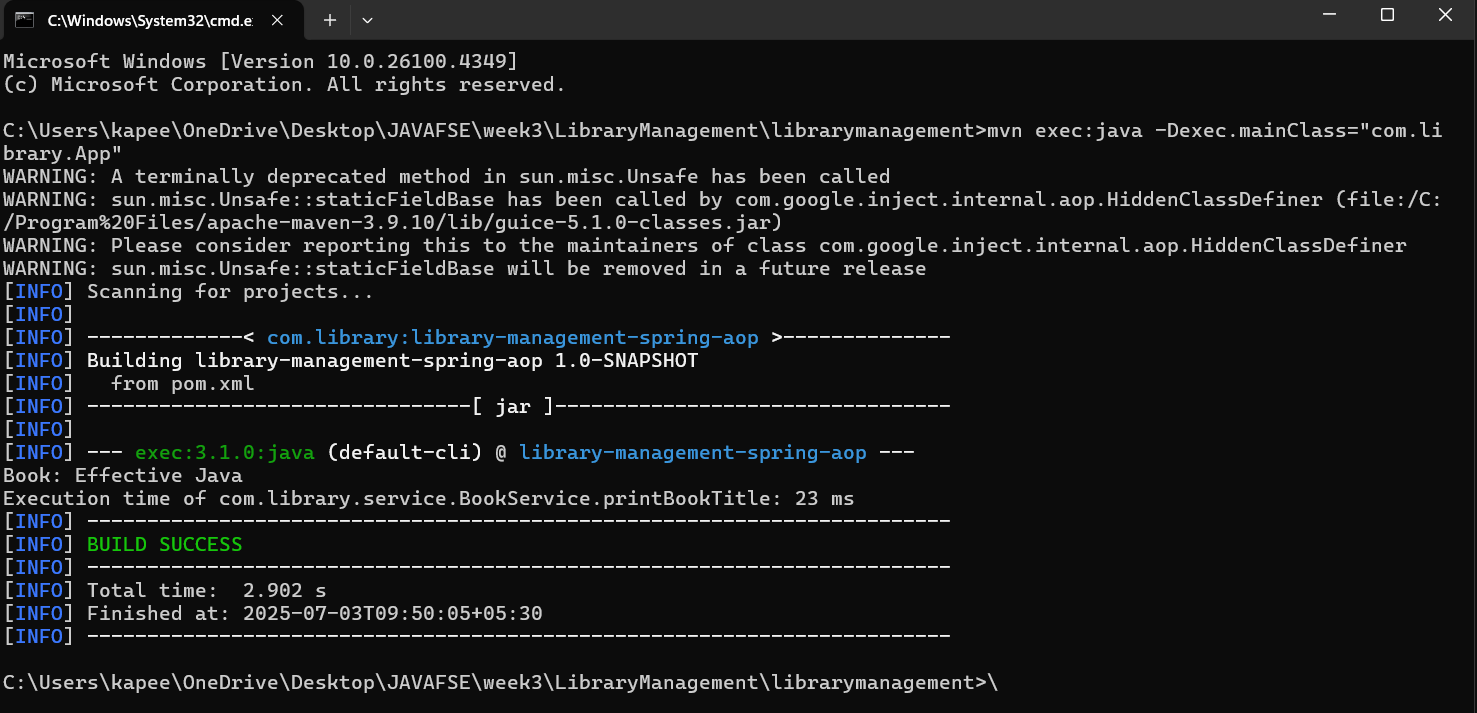 C:\Windows\System32\cmd.e
Microsoft Windows [Version 10.0.26100.4349]
(c) Microsoft Corporation. All rights reserved.
C:\Users\kapee\OneDrive\Desktop\JAVAFSE\week3\LibraryManagement\librarymanagement>mvn exec:java -Dexec.mainClass="com.li
brary.App"
WARNING: A terminally deprecated method in sun.misc.Unsafe has been called
WARNING: sun.misc.Unsafe::staticFieldBase has been called by com.google.inject.internal.aop.HiddenClassDefiner (file:/C:
/Program%20Files/apache-maven-3.9.10/lib/guice-5.1.0-classes.jar)
WARNING: Please consider reporting this to the maintainers of class com.google.inject.internal.aop.HiddenClassDefiner
WARNING: sun.misc.Unsafe::staticFieldBase will be removed in a future release
[INFO] Scanning for projects...
[INFO]
[INFO] -------------< com.library:library-management-spring-aop >--------------
[INFO] Building library-management-spring-aop 1.0-SNAPSHOT
[INFO]   from pom.xml
[INFO] --------------------------------[ jar ]---------------------------------
[INFO]
[INFO] --- exec:3.1.0:java (default-cli) @ library-management-spring-aop ---
Book: Effective Java
Execution time of com.library.service.BookService.printBookTitle: 23 ms
[INFO] ------------------------------------------------------------------------
[INFO] BUILD SUCCESS
[INFO] ------------------------------------------------------------------------
[INFO] Total time:  2.902 s
[INFO] Finished at: 2025-07-03T09:50:05+05:30
[INFO] ------------------------------------------------------------------------
C:\Users\kapee\OneDrive\Desktop\JAVAFSE\week3\LibraryManagement\librarymanagement>\